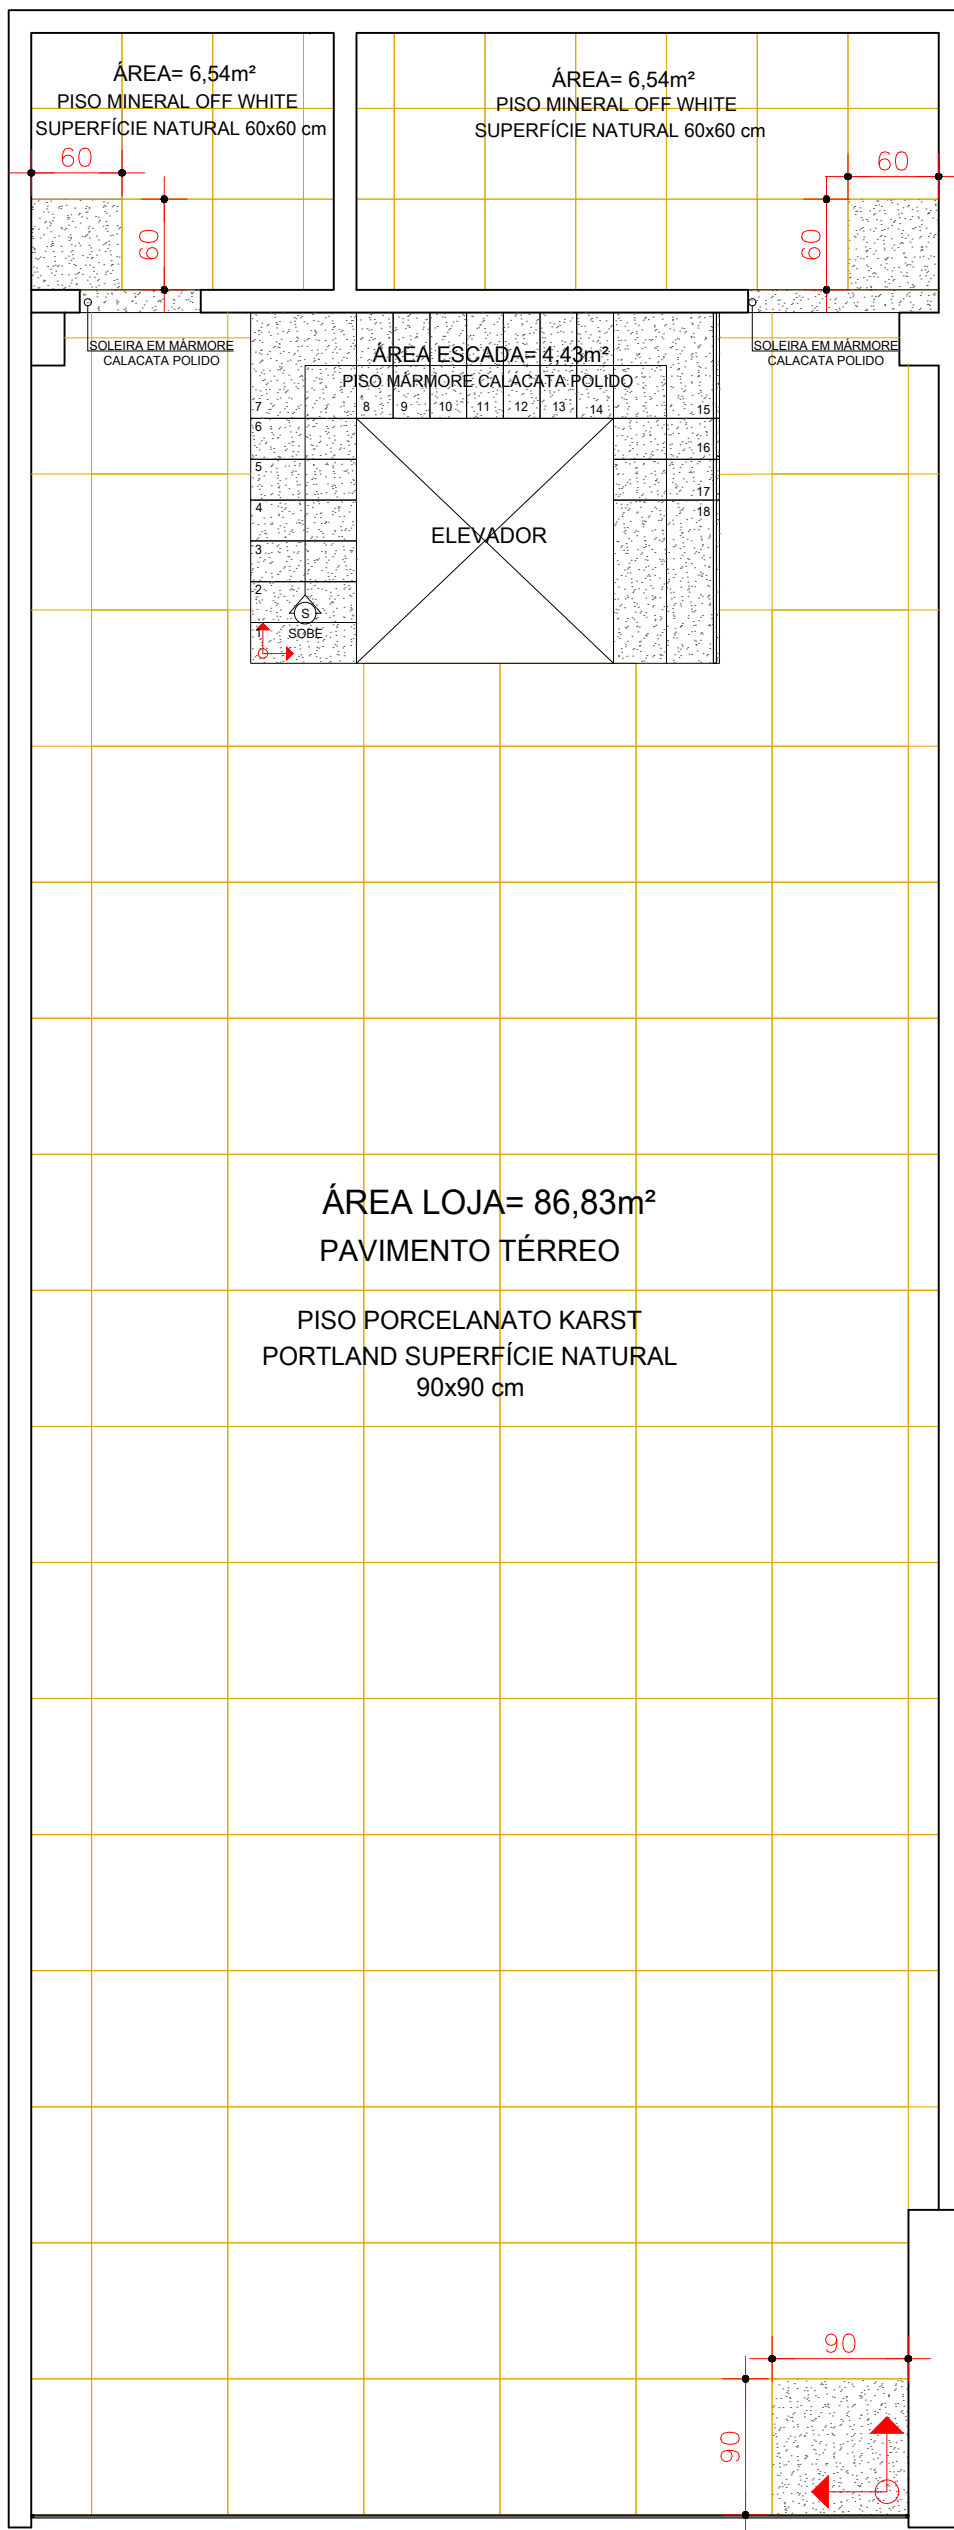 ÁREA= 6,54m²
PISO MINERAL OFF WHITE
SUPERFÍCIE NATURAL 60x60 cm
ÁREA= 6,54m²
PISO MINERAL OFF WHITE
SUPERFÍCIE NATURAL 60x60 cm
60
60
60
60
SOLEIRA EM MÁRMORE
CALACATA POLIDO
SOLEIRA EM MÁRMORE
CALACATA POLIDO
ÁREA ESCADA= 4,43m²
PISO MÁRMORE CALACATA POLIDO
7
8
9
10
11
12
13
14
15
6
16
5
17
4
18
3
2
1
ELEVADOR
S
SOBE
ÁREA LOJA= 86,83m²
PAVIMENTO TÉRREO
PISO PORCELANATO KARST
PORTLAND SUPERFÍCIE NATURAL
90x90 cm
90
90